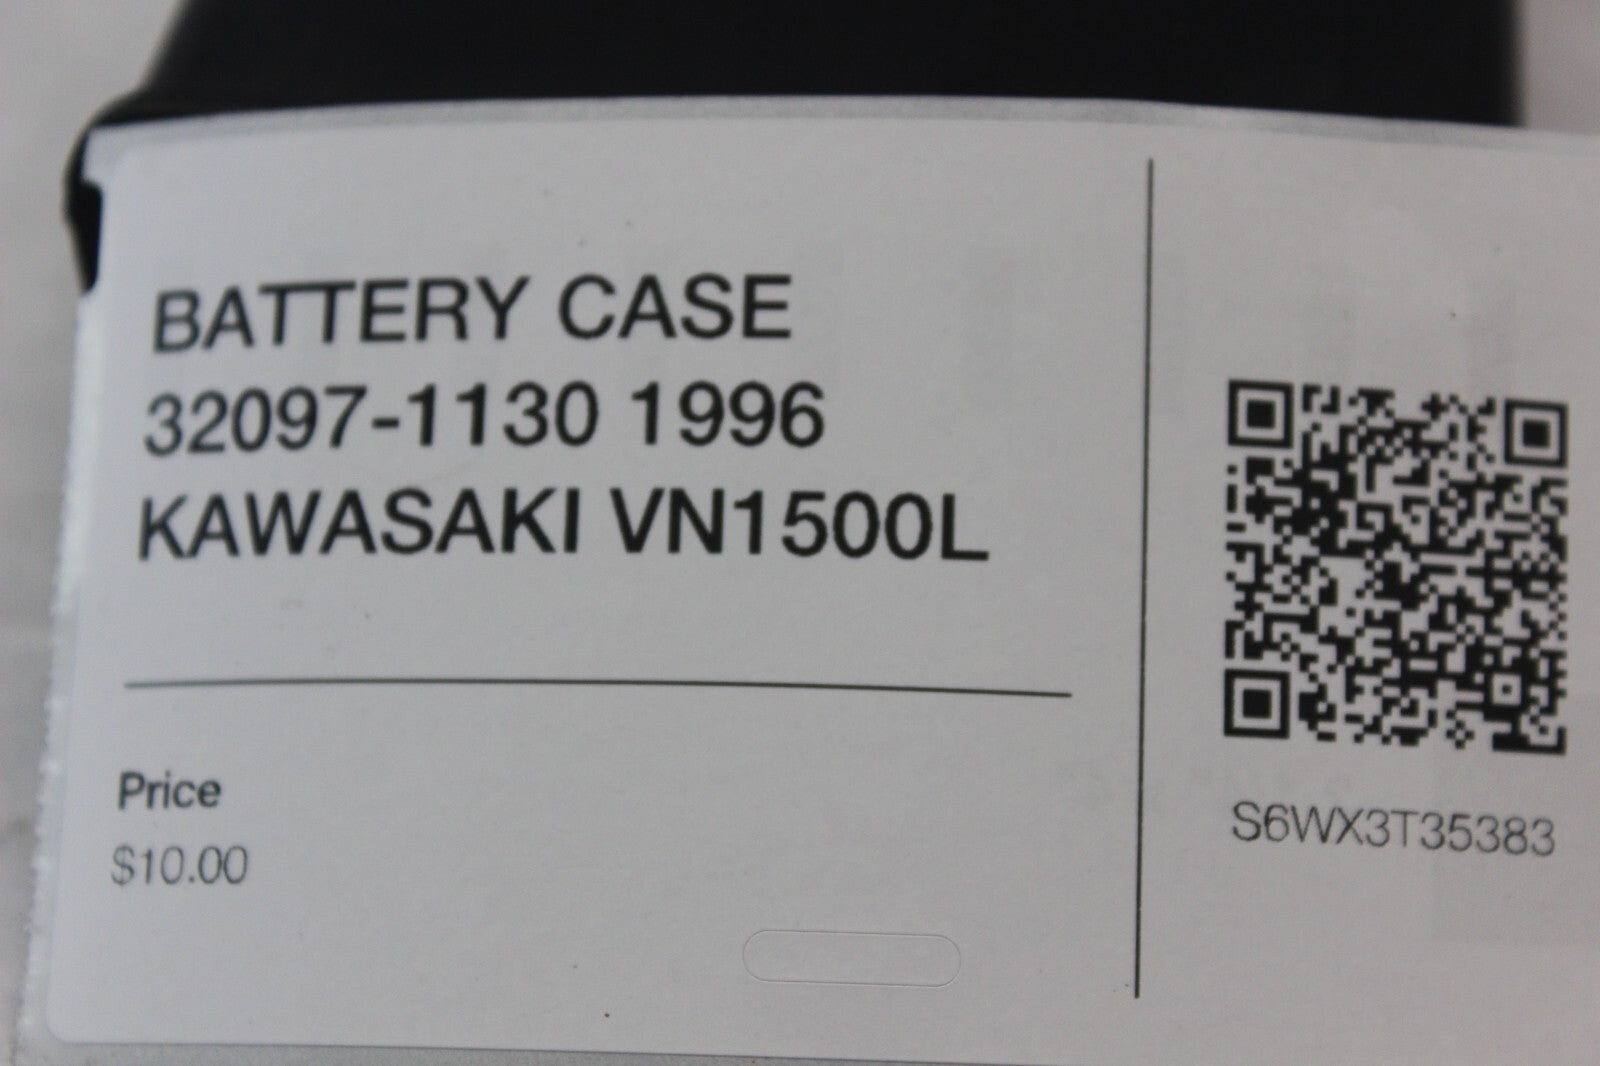 BATTERY CASE
32097-1130 1996
KAWASAKI VN1500L
Price
$10.00
S6WX3T35383